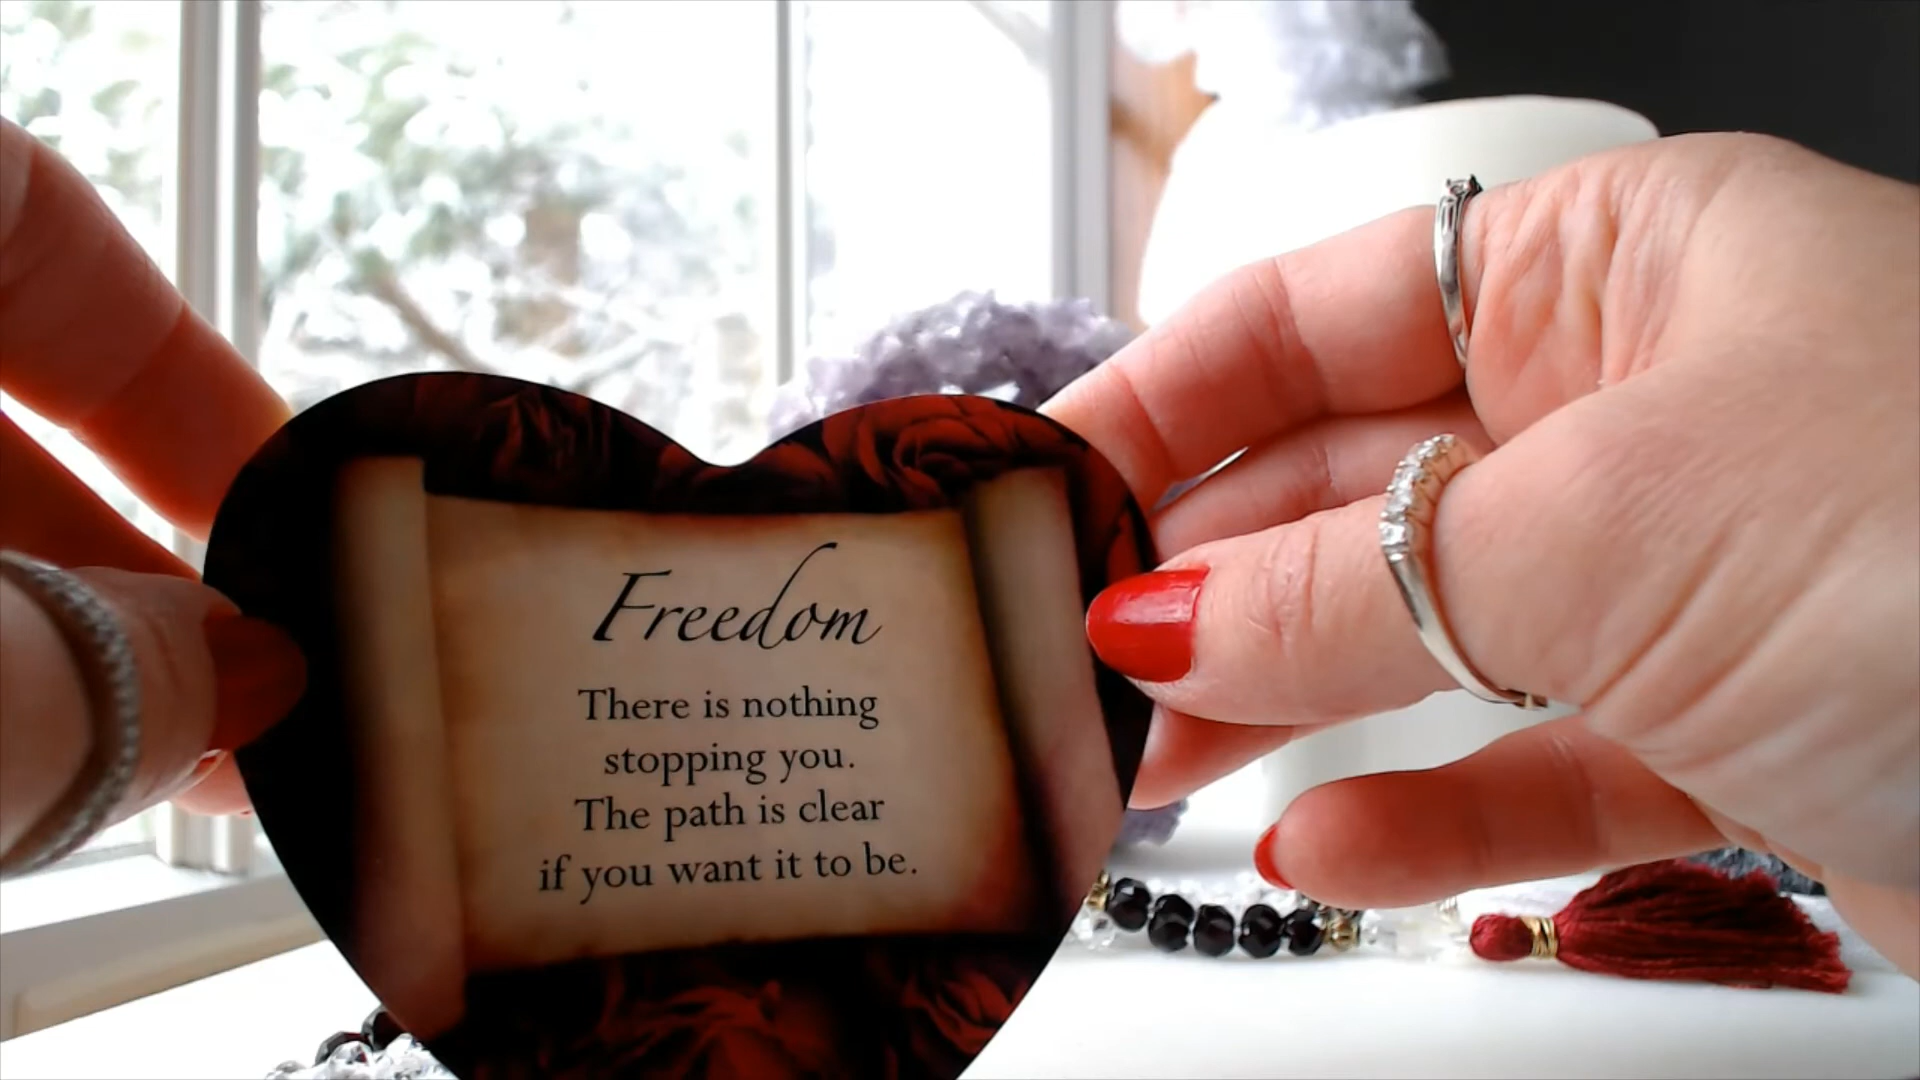 Freedom
There is nothing
stopping you.
The path is clear
if you want it to be.